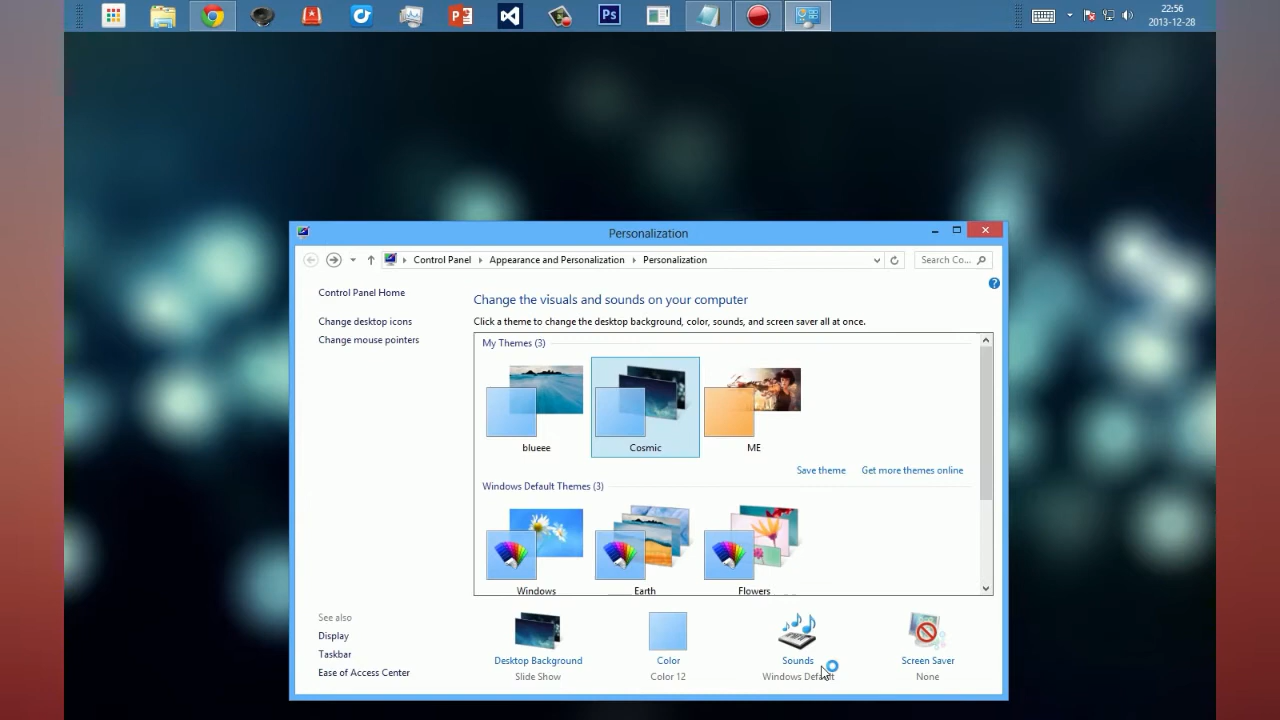 Ps
22:56
2013-12-28
Personalization
Control Panel
Appearance and Personalization
Personalization
Search Co...
Control Panel Home
Change desktop icons
Change mouse pointers
Change the visuals and sounds on your computer
Click a theme to change the desktop background, color, sounds, and screen saver all at once.
My Themes (3)
blueee
Cosmic
ME
Save theme
Get more themes online
Windows Default Themes (3)
Windows
Earth
Flowers
See also
Display
Taskbar
Ease of Access Center
Desktop Background
Slide Show
Color
Color 12
Sounds
Windows Default
Screen Saver
None